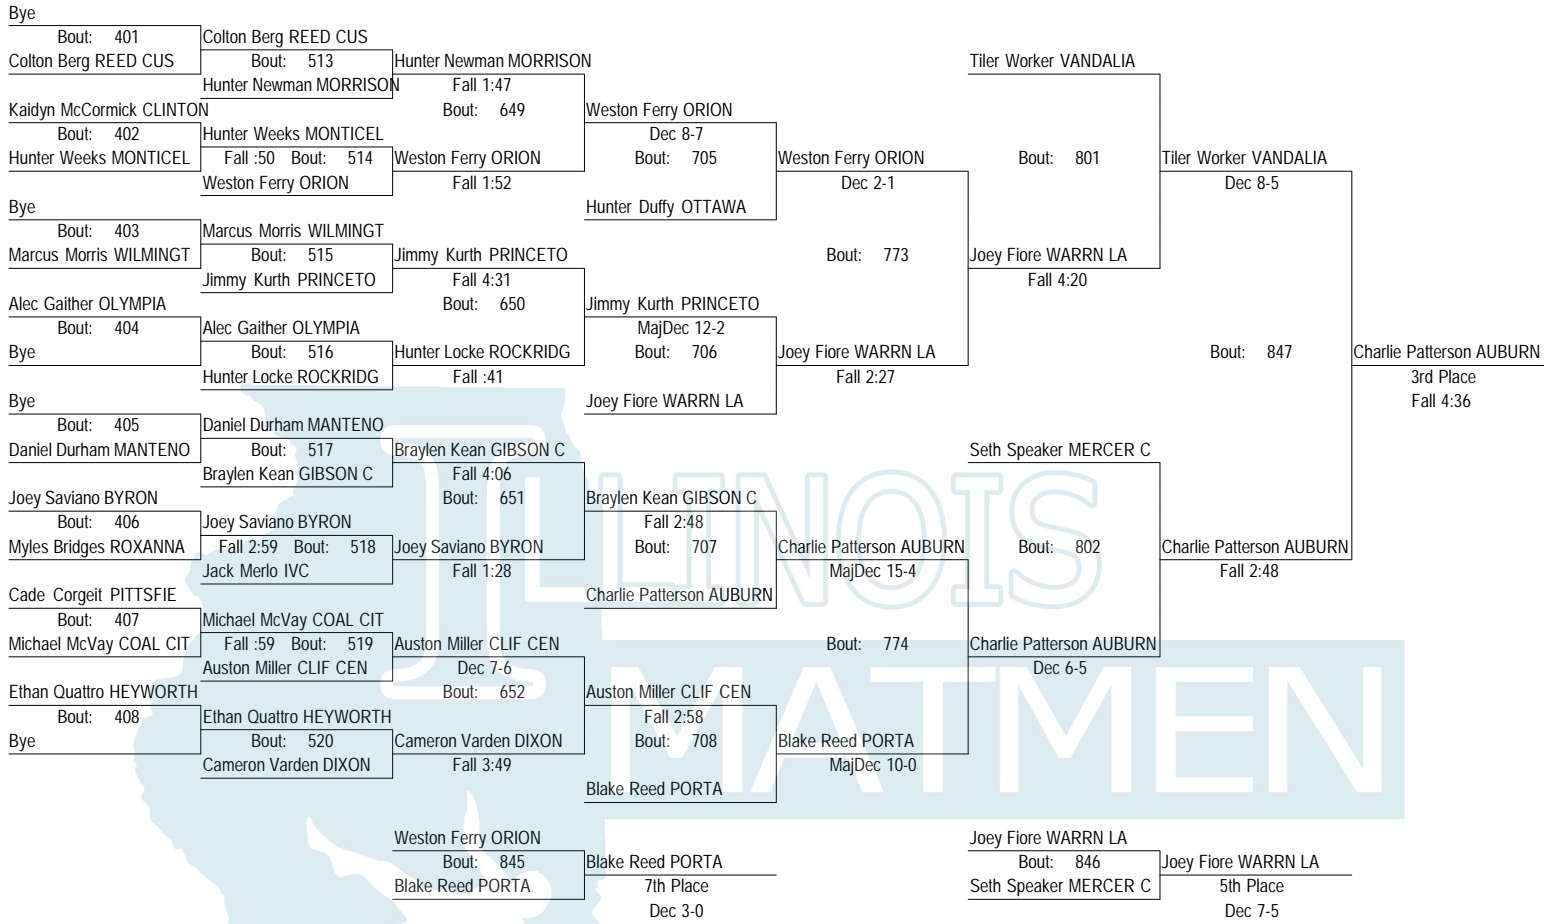 Bye
Bout: 401
Colton Berg REED CUS
Kaidyn McCormick CLINTON
Bout: 402
Hunter Weeks MONTICEL
Bye
Bout: 403
Marcus Morris WILMINGT
Alec Gaither OLYMPIA
Bout: 404
Bye
Bye
Bout: 405
Daniel Durham MANTENO
Joey Saviano BYRON
Bout: 406
Myles Bridges ROXANNA
Cade Corgeit PITTSFIE
Bout: 407
Michael McVay COAL CIT
Ethan Quattro HEYWORTH
Bout: 408
Bye
Colton Berg REED CUS
Bout: 513
Hunter Newman MORRISON
Hunter Weeks MONTICEL
Fall :50 Bout: 514
Weston Ferry ORION
Marcus Morris WILMINGT
Bout: 515
Jimmy Kurth PRINCETO
Alec Gaither OLYMPIA
Bout: 516
Hunter Locke ROCKRIDG
Daniel Durham MANTENO
Bout: 517
Braylen Kean GIBSON C
Joey Saviano BYRON
Fall 2:59 Bout: 518
Jack Merlo IVC
Michael McVay COAL CIT
Fall :59 Bout: 519
Auston Miller CLIF CEN
Ethan Quattro HEYWORTH
Bout: 520
Cameron Varden DIXON
Hunter Newman MORRISON
Fall 1:47
Bout: 649
Weston Ferry ORION
Fall 1:52
Jimmy Kurth PRINCETO
Fall 4:31
Bout: 650
Hunter Locke ROCKRIDG
Fall :41
Braylen Kean GIBSON C
Fall 4:06
Bout: 651
Joey Saviano BYRON
Fall 1:28
Auston Miller CLIF CEN
Dec 7-6
Bout: 652
Cameron Varden DIXON
Fall 3:49
Weston Ferry ORION
Dec 8-7
Bout: 705
Hunter Duffy OTTAWA
Jimmy Kurth PRINCETO
MajDec 12-2
Bout: 706
Joey Fiore WARRN LA
Braylen Kean GIBSON C
Fall 2:48
Bout: 707
Charlie Patterson AUBURN
Auston Miller CLIF CEN
Fall 2:58
Bout: 708
Blake Reed PORTA
Weston Ferry ORION
Dec 2-1
Bout: 773
Joey Fiore WARRN LA
Fall 2:27
Charlie Patterson AUBURN
MajDec 15-4
Bout: 774
Blake Reed PORTA
MajDec 10-0
Tiler Worker VANDALIA
Bout: 801
Joey Fiore WARRN LA
Fall 4:20
Seth Speaker MERCER C
Bout: 802
Charlie Patterson AUBURN
Dec 6-5
Tiler Worker VANDALIA
Dec 8-5
Bout: 847
Charlie Patterson AUBURN
Fall 2:48
Charlie Patterson AUBURN
3rd Place
Fall 4:36
Weston Ferry ORION
Bout: 845
Blake Reed PORTA
Blake Reed PORTA
7th Place
Dec 3-0
Joey Fiore WARRN LA
Bout: 846
Seth Speaker MERCER C
Joey Fiore WARRN LA
5th Place
Dec 7-5
ILLINOIS
MATMEN